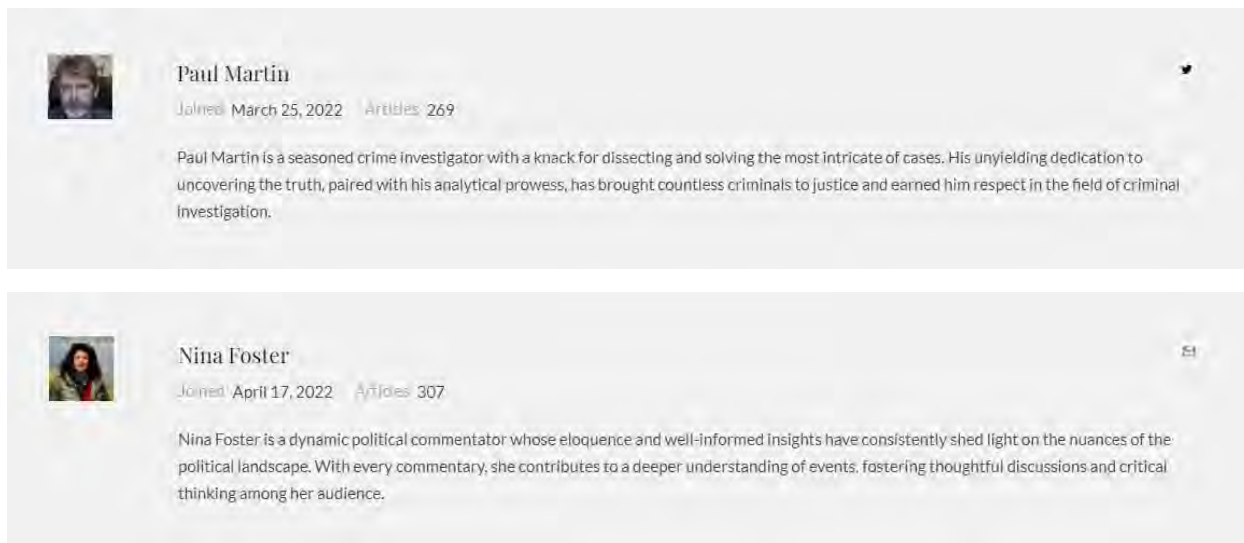 Paul Martin
Joined March 25, 2022 Articles 269
Paul Martin is a seasoned crime investigator with a knack for dissecting and solving the most intricate of cases. His unyielding dedication to
uncovering the truth, paired with his analytical prowess, has brought countless criminals to justice and earned him respect in the field of criminal
investigation.
Nina Foster
Joined April 17, 2022 Articles 307
Nina Foster is a dynamic political commentator whose eloquence and well-informed insights have consistently shed light on the nuances of the
political landscape. With every commentary, she contributes to a deeper understanding of events, fostering thoughtful discussions and critical
thinking among her audience.